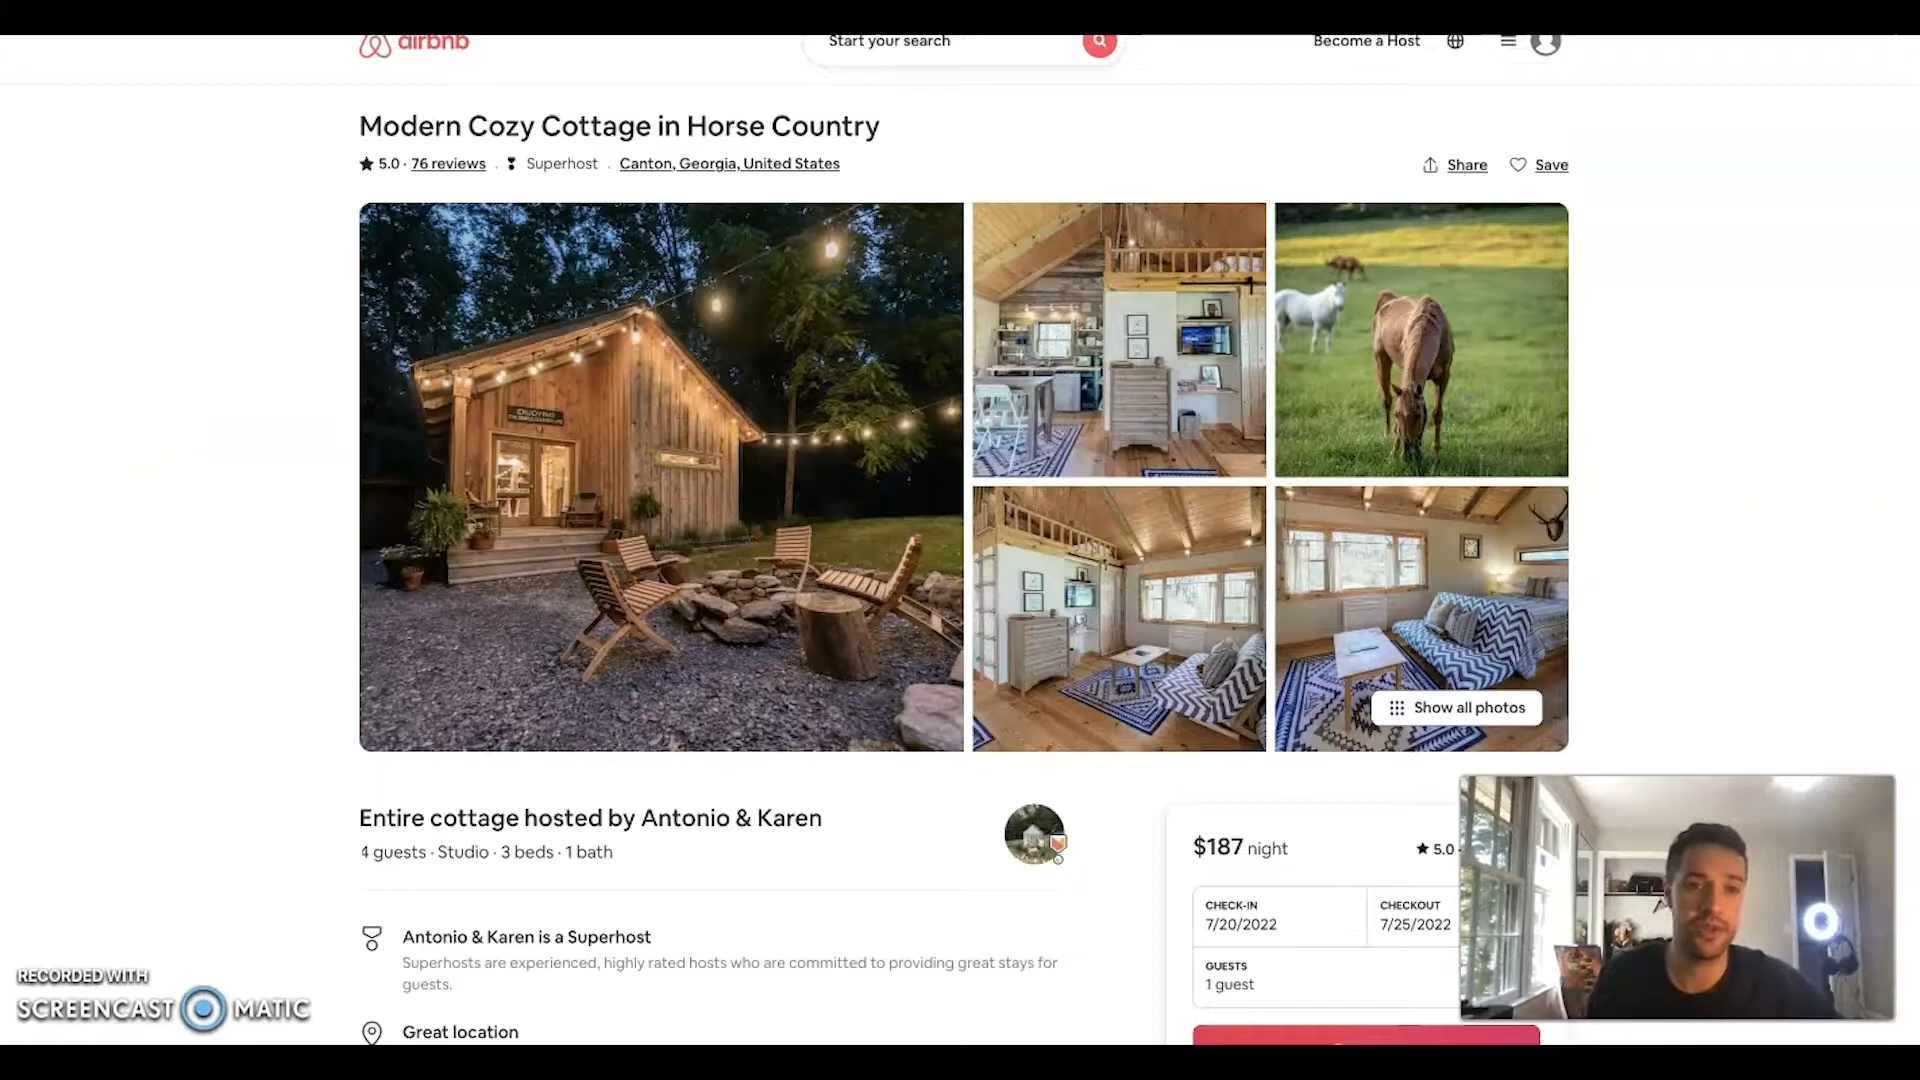 airbnb
Start your search
Become a Host
Modern Cozy Cottage in Horse Country
5.0 · 76 reviews . Superhost . Canton, Georgia, United States
Share
Save
ENJOYING
Show all photos
Entire cottage hosted by Antonio & Karen
4 guests · Studio · 3 beds · 1 bath
$187 night
5.0 ·
CHECK-IN
7/20/2022
CHECKOUT
7/25/2022
GUESTS
1 guest
Antonio & Karen is a Superhost
Superhosts are experienced, highly rated hosts who are committed to providing great stays for
guests.
Great location
RECORDED WITH
SCREENCAST MATIC